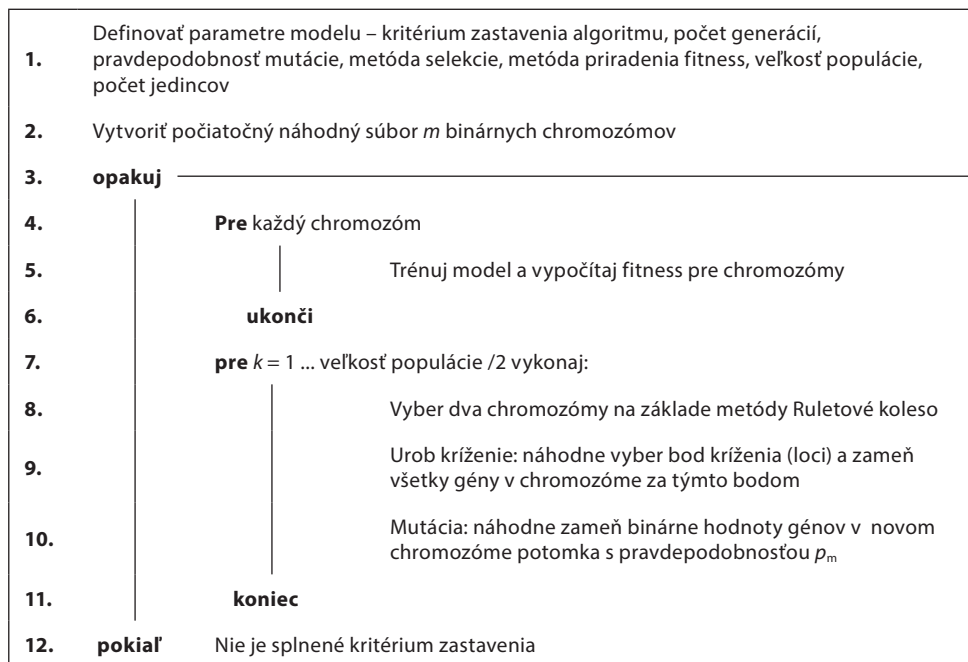 Definovať parametre modelu – kritérium zastavenia algoritmu, počet generácií,
1. pravdepodobnosť mutácie, metóda selekcie, metóda priradenia fitness, veľkosť populácie,
počet jedincov
2. Vytvoriť počiatočný náhodný súbor m binárnych chromozómov
3. opakuj
4. Pre každý chromozóm
5. Trénuj model a vypočítaj fitness pre chromozómy
6. ukonči
7. pre k = 1 ... veľkosť populácie /2 vykonaj:
8. Vyber dva chromozómy na základe metódy Ruletové koleso
9. Urob kríženie: náhodne vyber bod kríženia (loci) a zameň
všetky gény v chromozóme za týmto bodom
10. Mutácia: náhodne zameň binárne hodnoty génov v novom
chromozóme potomka s pravdepodobnosťou pm
11. koniec
12. pokiaľ Nie je splnené kritérium zastavenia